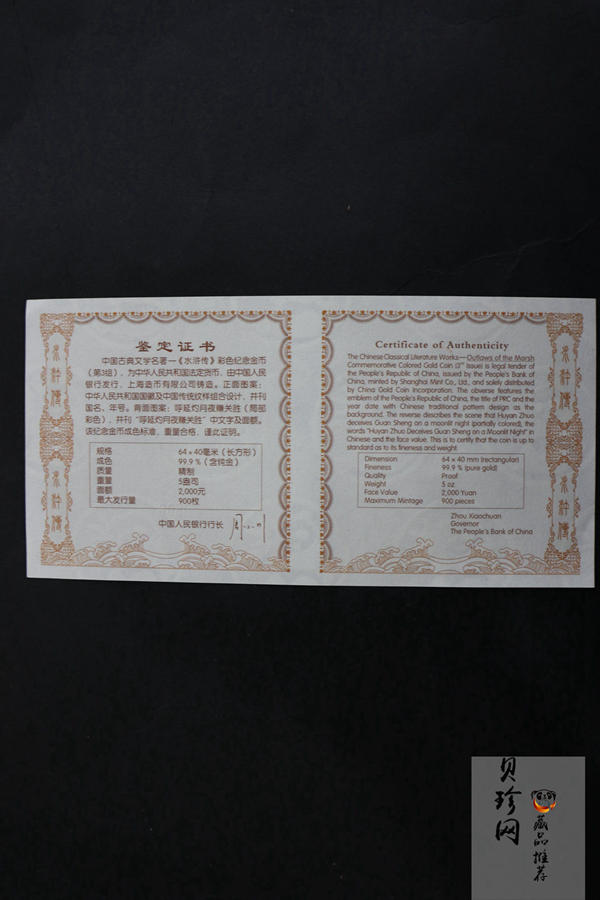 鉴定证书
中国古典文学名著—《水浒传》彩色纪念金币
（第3组），为中华人民共和国法定货币，由中国人民
银行发行，上海造币有限公司铸造。正面图案：
中华人民共和国国徽及中国传统纹样组合设计，并刊
国名、年号。背面图案：呼延灼月夜赚关胜（局部
彩色），并刊“呼延灼月夜赚关胜”中文字及面额。
该纪念金币成色标准，重量合格，谨此证明。
规格 64×40毫米（长方形）
成色 99.9％（含纯金）
质量 精制
重量 5盎司
面额 2,000元
最大发行量 900枚
中国人民银行行长
水浒传
水浒传
Certificate of Authenticity
The Chinese Classical Literature Works—Outlaws of the Marsh
Commemorative Colored Gold Coin (3rd Issue) is legal tender of
the People's Republic of China, issued by the People's Bank of
China, minted by Shanghai Mint Co., Ltd., and solely distributed
by China Gold Coin Incorporation. The obverse features the
emblem of the People's Republic of China, the title of PRC and the
year date with Chinese traditional pattern design as the
background. The reverse describes the scene that Huyan Zhuo
deceives Guan Sheng on a moonlit night (partially colored), the
words "Huyan Zhuo Deceives Guan Sheng on a Moonlit Night" in
Chinese and the face value. This is to certify that the coin is up to
standard as to its fineness and weight.
Dimension 64 × 40 mm (rectangular)
Fineness 99.9 % (pure gold)
Quality Proof
Weight 5 oz
Face Value 2,000 Yuan
Maximum Mintage 900 pieces
Zhou Xiaochuan
Governor
The People's Bank of China
水浒传
水浒传
贝珍网
藏品推荐